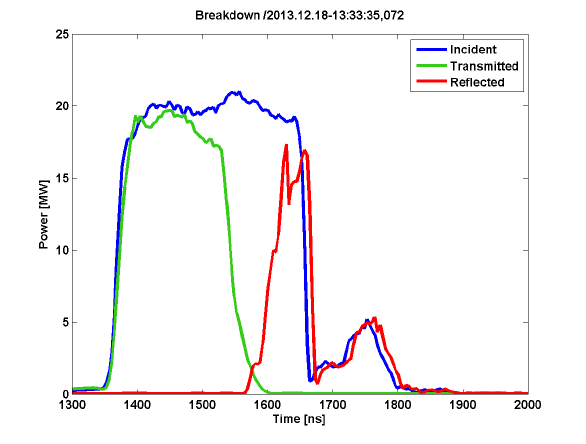 Breakdown /2013.12.18-13:33:35,072
25
20
15
10
5
0
Power [MW]
Incident
Transmitted
Reflected
1300 1400 1500 1600 1700 1800 1900 2000
Time [ns]